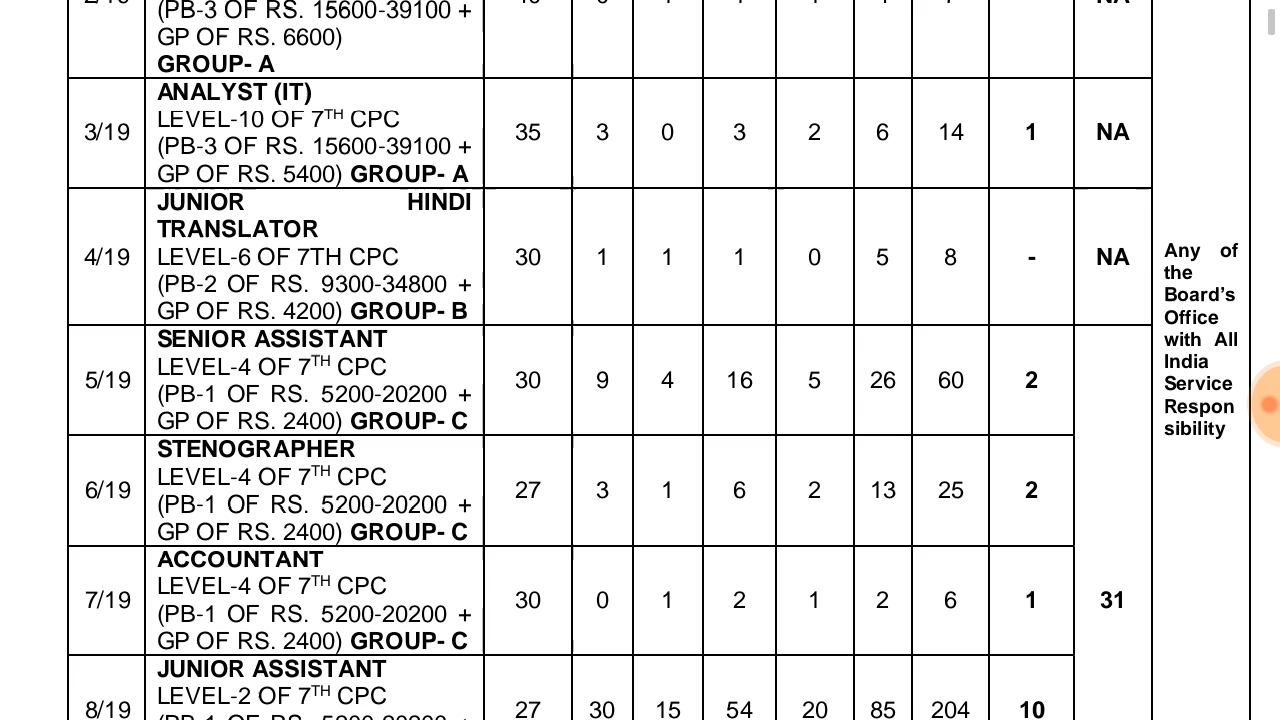 (PB-3 OF RS. 15600-39100 +
GP OF RS. 6600)
GROUP- A
3/19
ANALYST (IT)
LEVEL-10 OF 7TH CPC
(PB-3 OF RS. 15600-39100 +
GP OF RS. 5400) GROUP- A
35 3 0 3 2 6 14 1 NA
4/19
JUNIOR HINDI
TRANSLATOR
LEVEL-6 OF 7TH CPC
(PB-2 OF RS. 9300-34800 +
GP OF RS. 4200) GROUP- B
30 1 1 1 0 5 8 - NA
5/19
SENIOR ASSISTANT
LEVEL-4 OF 7TH CPC
(PB-1 OF RS. 5200-20200 +
GP OF RS. 2400) GROUP- C
30 9 4 16 5 26 60 2
6/19
STENOGRAPHER
LEVEL-4 OF 7TH CPC
(PB-1 OF RS. 5200-20200 +
GP OF RS. 2400) GROUP- C
27 3 1 6 2 13 25 2
7/19
ACCOUNTANT
LEVEL-4 OF 7TH CPC
(PB-1 OF RS. 5200-20200 +
GP OF RS. 2400) GROUP- C
30 0 1 2 1 2 6 1 31
8/19
JUNIOR ASSISTANT
LEVEL-2 OF 7TH CPC
27 30 15 54 20 85 204 10
Any of
the
Board's
Office
with All
India
Service
Respon
sibility